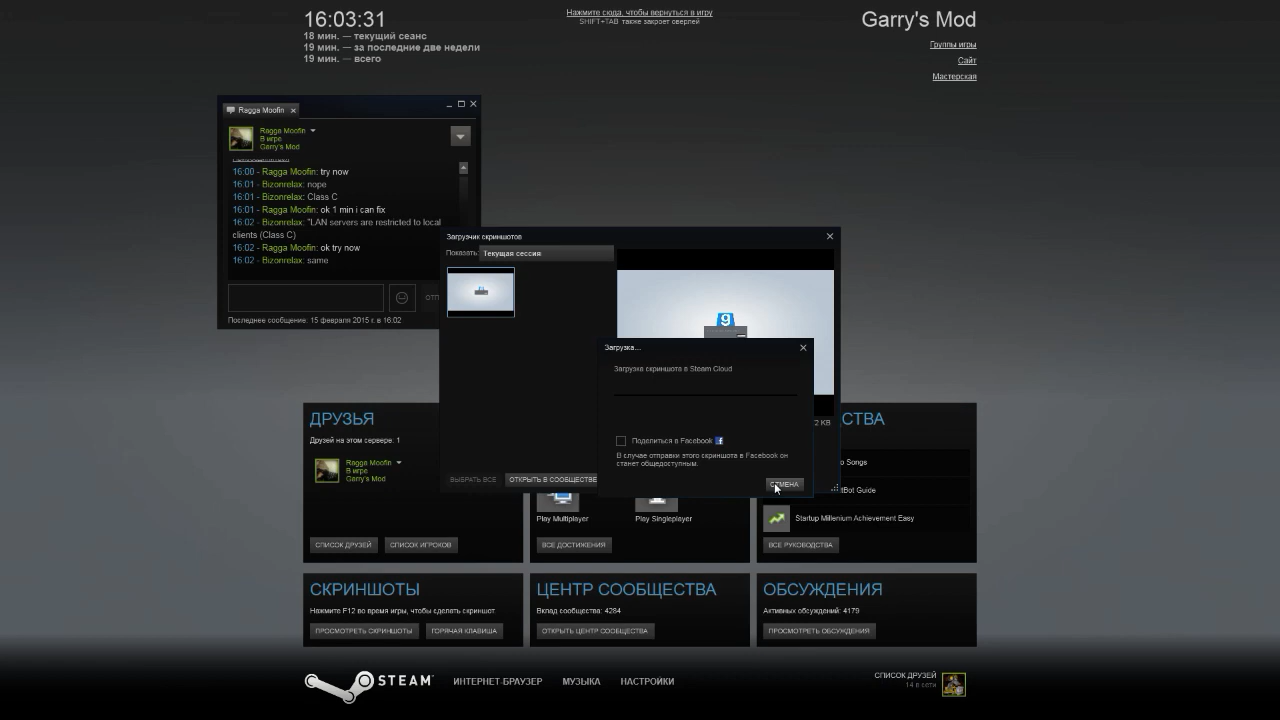 16:03:31
18 мин. — текущий сеанс
19 мин. — за последние две недели
19 мин. — всего
Нажмите сюда, чтобы вернуться в игру
SHIFT+TAB также закроет оверлей
Garry's Mod
Группы игры
Сайт
Мастерская
Ragga Moofin
Ragga Moofin
В игре
Garry's Mod
16:00 - Ragga Moofin: try now
16:01 - Bizonrelax: nope
16:01 - Bizonrelax: Class C
16:01 - Ragga Moofin: ok 1 min i can fix
16:02 - Bizonrelax: "LAN servers are restricted to local
clients (Class C)
16:02 - Ragga Moofin: ok try now
16:02 - Bizonrelax: same
ОТП
Последнее сообщение: 15 февраля 2015 г. в 16:02
Загрузчик скриншотов
Показать: Текущая сессия
2 KB
ВЫБРАТЬ ВСЕ
ОТКРЫТЬ В СООБЩЕСТВЕ
Загрузка...
Загрузка скриншота в Steam Cloud
Поделиться в Facebook
В случае отправки этого скриншота в Facebook он
станет общедоступным.
ОТМЕНА
ДРУЗЬЯ
Друзей на этом сервере: 1
Ragga Moofin
В игре
Garry's Mod
СПИСОК ДРУЗЕЙ
СПИСОК ИГРОКОВ
Play Multiplayer
Play Singleplayer
ВСЕ ДОСТИЖЕНИЯ
СТВА
o Songs
tBot Guide
Startup Millenium Achievement Easy
ВСЕ РУКОВОДСТВА
СКРИНШОТЫ
Нажмите F12 во время игры, чтобы сделать скриншот.
ПРОСМОТРЕТЬ СКРИНШОТЫ
ГОРЯЧАЯ КЛАВИША
ЦЕНТР СООБЩЕСТВА
Вклад сообщества: 4284
ОТКРЫТЬ ЦЕНТР СООБЩЕСТВА
ОБСУЖДЕНИЯ
Активных обсуждений: 4179
ПРОСМОТРЕТЬ ОБСУЖДЕНИЯ
STEAM
ИНТЕРНЕТ-БРАУЗЕР
МУЗЫКА
НАСТРОЙКИ
СПИСОК ДРУЗЕЙ
14 в сети